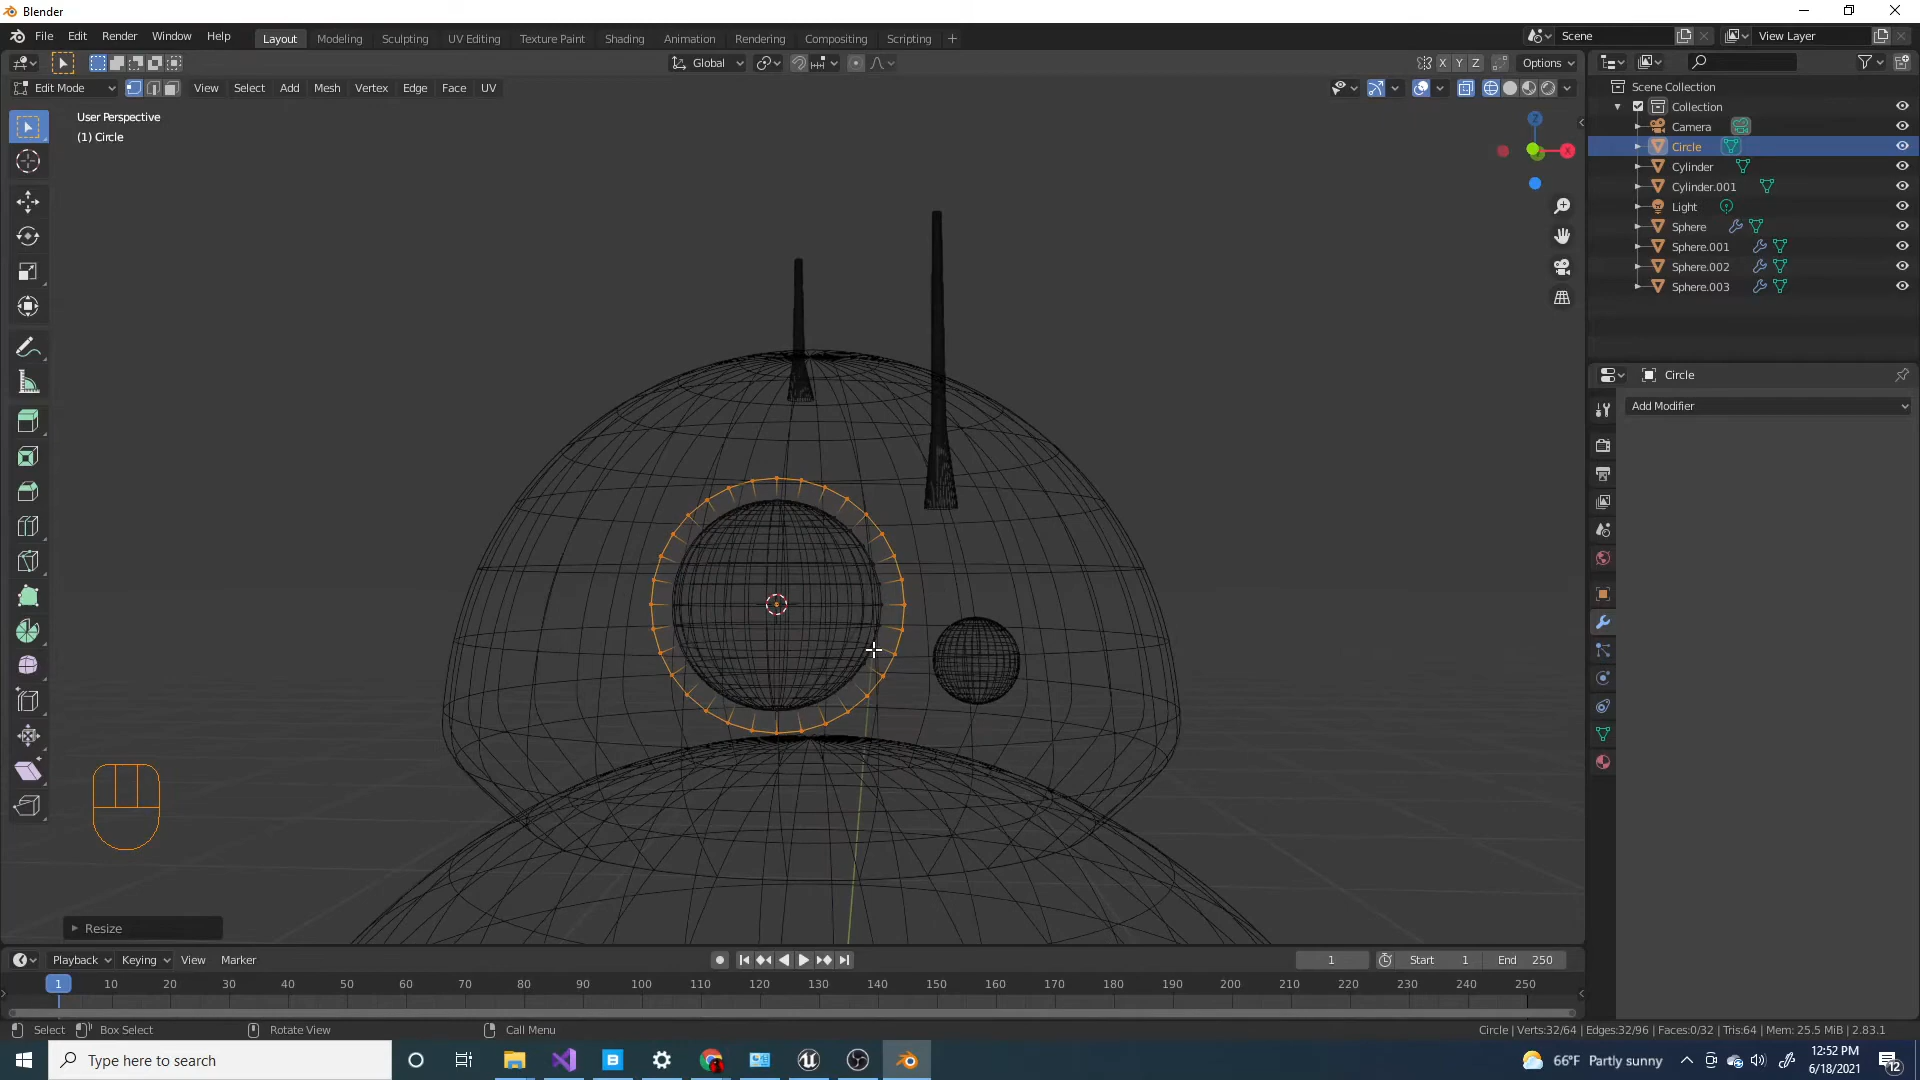 Blender
File Edit Render Window Help
Layout Modeling Sculpting UV Editing Texture Paint Shading Animation Rendering Compositing Scripting +
Scene
View Layer
Global
X Y Z
Options
Edit Mode
View Select Add Mesh Vertex Edge Face UV
User Perspective
(1) Circle
Z
X
Scene Collection
Collection
Camera
Circle
Cylinder
Cylinder.001
Light
Sphere
Sphere.001
Sphere.002
Sphere.003
Circle
Add Modifier
Resize
Playback Keying View Marker
1
Start 1
End 250
1 10 20 30 40 50 60 70 80 90 100 110 120 130 140 150 160 170 180 190 200 210 220 230 240 250
Select
Box Select
Rotate View
Call Menu
Circle | Verts:32/64 | Edges:32/96 | Faces:0/32 | Tris:64 | Mem: 25.5 MiB | 2.83.1
Type here to search
66°F Partly sunny
12:52 PM
6/18/2021
12